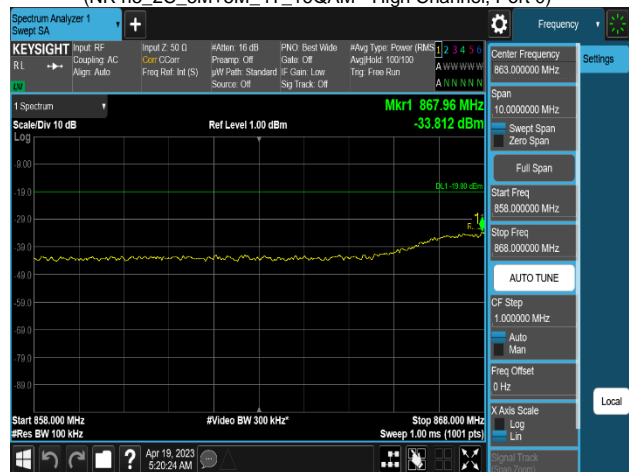 Spectrum Analyzer 1
Swept SA
+
Frequency
KEYSIGHT
Input: RF
Input Z: 50 Ω
#Atten: 16 dB
PNO: Best Wide
#Avg Type: Power (RMS
1 2 3 4 5 6
RL
Coupling: AC
Corr CCorr
Preamp: Off
Gate: Off
Avg|Hold: 100/100
A W W W W W
Align: Auto
Freq Ref: Int (S)
µW Path: Standard
IF Gain: Low
Trig: Free Run
Source: Off
Sig Track: Off
A N N N N N
1 Spectrum
Mkr1 867.96 MHz
Scale/Div 10 dB
Ref Level 1.00 dBm
-33.812 dBm
Log
-9.00
DL1 -19.80 dBm
-19.0
-29.0
1
-39.0
-49.0
-59.0
-69.0
-79.0
-89.0
Start 858.000 MHz
#Video BW 300 kHz*
Stop 868.000 MHz
#Res BW 100 kHz
Sweep 1.00 ms (1001 pts)
?
Apr 19, 2023
5:20:24 AM
Center Frequency
863.000000 MHz
Settings
Span
10.0000000 MHz
Swept Span
Zero Span
Full Span
Start Freq
858.000000 MHz
Stop Freq
868.000000 MHz
AUTO TUNE
CF Step
1.000000 MHz
Auto
Man
Freq Offset
0 Hz
Local
X Axis Scale
Log
Lin
Signal Track
(Span Zoom)